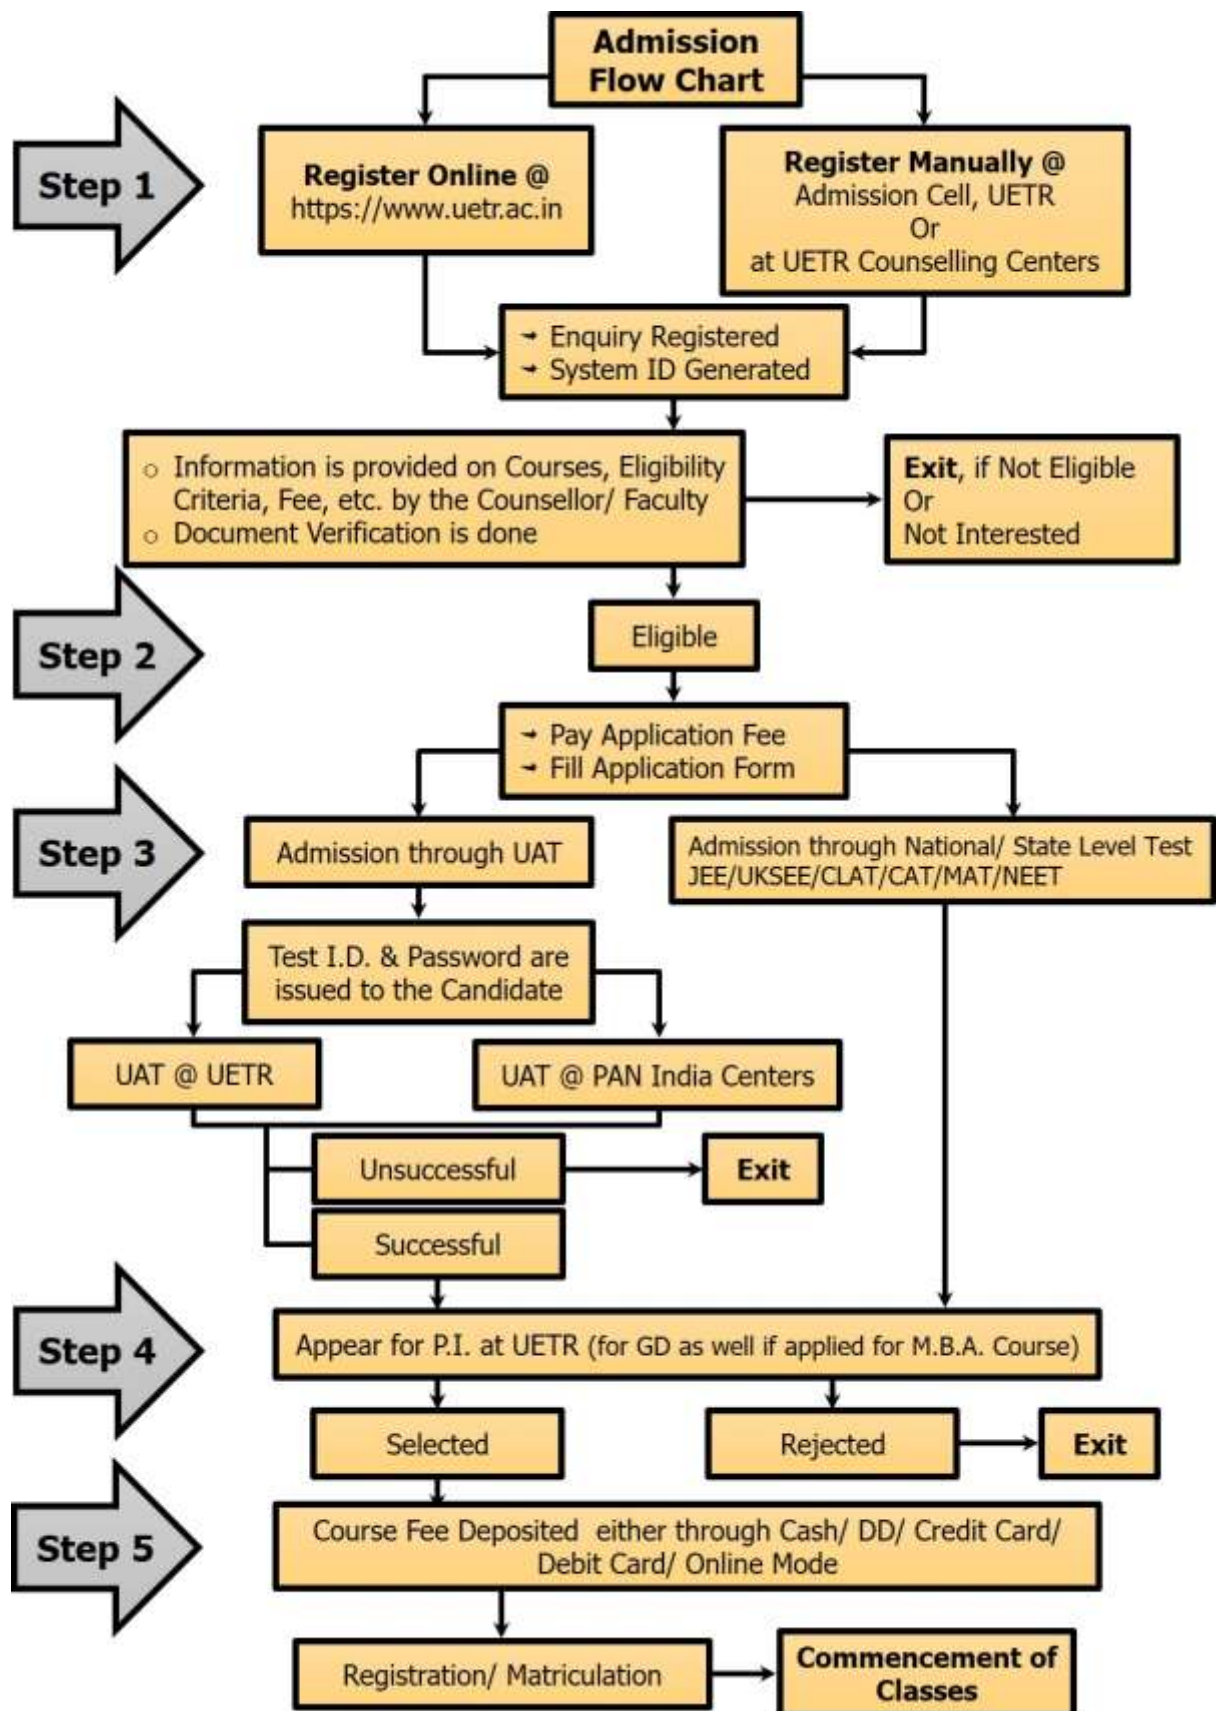 Admission
Flow Chart
Step 1
Register Online @
https://www.uetr.ac.in
Register Manually @
Admission Cell, UETR
Or
at UETR Counselling Centers
→ Enquiry Registered
→ System ID Generated
○ Information is provided on Courses, Eligibility
Criteria, Fee, etc. by the Counsellor/ Faculty
○ Document Verification is done
Exit, if Not Eligible
Or
Not Interested
Step 2
Eligible
→ Pay Application Fee
→ Fill Application Form
Step 3
Admission through UAT
Admission through National/ State Level Test
JEE/UKSEE/CLAT/CAT/MAT/NEET
Test I.D. & Password are
issued to the Candidate
UAT @ UETR
UAT @ PAN India Centers
Unsuccessful
Exit
Successful
Step 4
Appear for P.I. at UETR (for GD as well if applied for M.B.A. Course)
Selected
Rejected
Exit
Step 5
Course Fee Deposited either through Cash/ DD/ Credit Card/
Debit Card/ Online Mode
Registration/ Matriculation
Commencement of
Classes